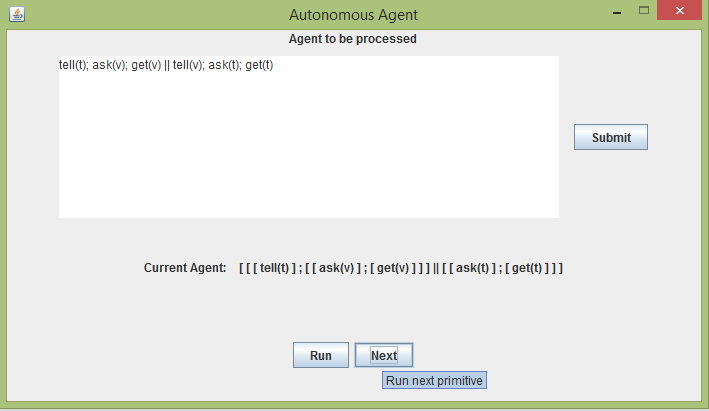 Autonomous Agent
Agent to be processed
tell(t); ask(v); get(v) || tell(v); ask(t); get(t)
Submit
Current Agent: [ [ [ tell(t) ] ; [ [ ask(v) ] ; [ get(v) ] ] ] || [ [ ask(t) ] ; [ get(t) ] ] ]
Run Next
Run next primitive